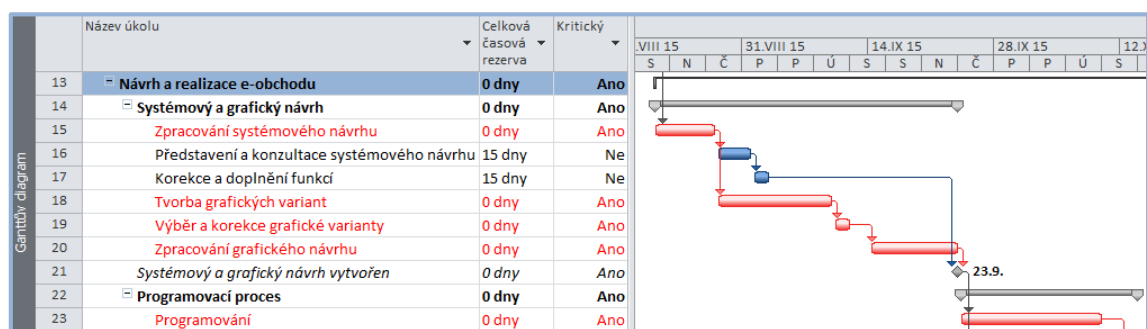 Název úkolu Celková časová rezerva Kritický
.VIII 15 31.VIII 15 14.IX 15 28.IX 15 12.X
S N Č P P Ú S S N Č P P Ú S
Ganttův diagram
13 Návrh a realizace e-obchodu 0 dny Ano
14 Systémový a grafický návrh 0 dny Ano
15 Zpracování systémového návrhu 0 dny Ano
16 Představení a konzultace systémového návrhu 15 dny Ne
17 Korekce a doplnění funkcí 15 dny Ne
18 Tvorba grafických variant 0 dny Ano
19 Výběr a korekce grafické varianty 0 dny Ano
20 Zpracování grafického návrhu 0 dny Ano
21 Systémový a grafický návrh vytvořen 0 dny Ano 23.9.
22 Programovací proces 0 dny Ano
23 Programování 0 dny Ano